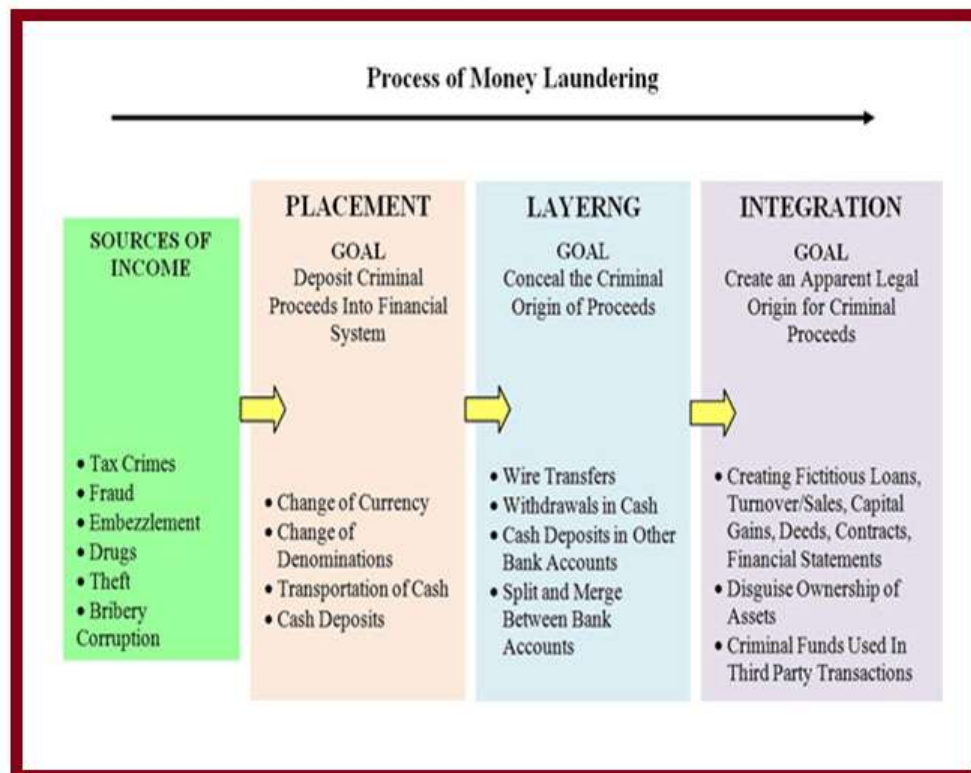 Process of Money Laundering
SOURCES OF
INCOME
• Tax Crimes
• Fraud
• Embezzlement
• Drugs
• Theft
• Bribery
Corruption
PLACEMENT
GOAL
Deposit Criminal
Proceeds Into Financial
System
• Change of Currency
• Change of
Denominations
• Transportation of Cash
• Cash Deposits
LAYERNG
GOAL
Conceal the Criminal
Origin of Proceeds
• Wire Transfers
• Withdrawals in Cash
• Cash Deposits in Other
Bank Accounts
• Split and Merge
Between Bank
Accounts
INTEGRATION
GOAL
Create an Apparent Legal
Origin for Criminal
Proceeds
• Creating Fictitious Loans,
Turnover/Sales, Capital
Gains, Deeds, Contracts,
Financial Statements
• Disguise Ownership of
Assets
• Criminal Funds Used In
Third Party Transactions